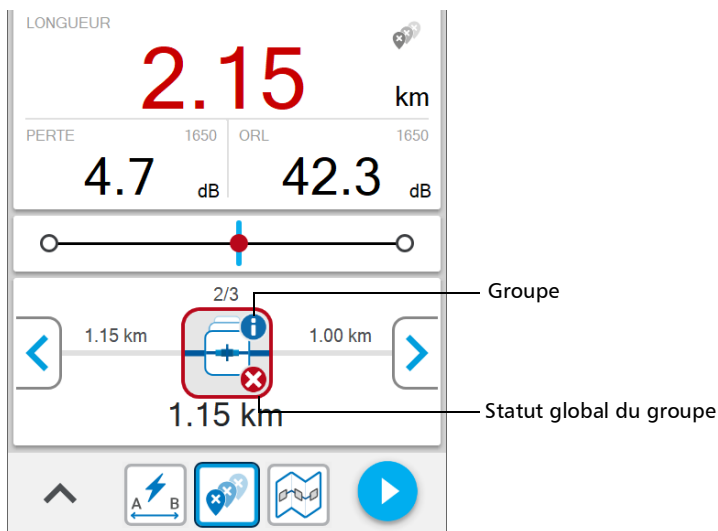 LONGUEUR
2.15 km
PERTE 1650 ORL 1650
4.7 dB 42.3 dB
2/3
Groupe
1.15 km 1.00 km
Statut global du groupe
1.15 km
A B